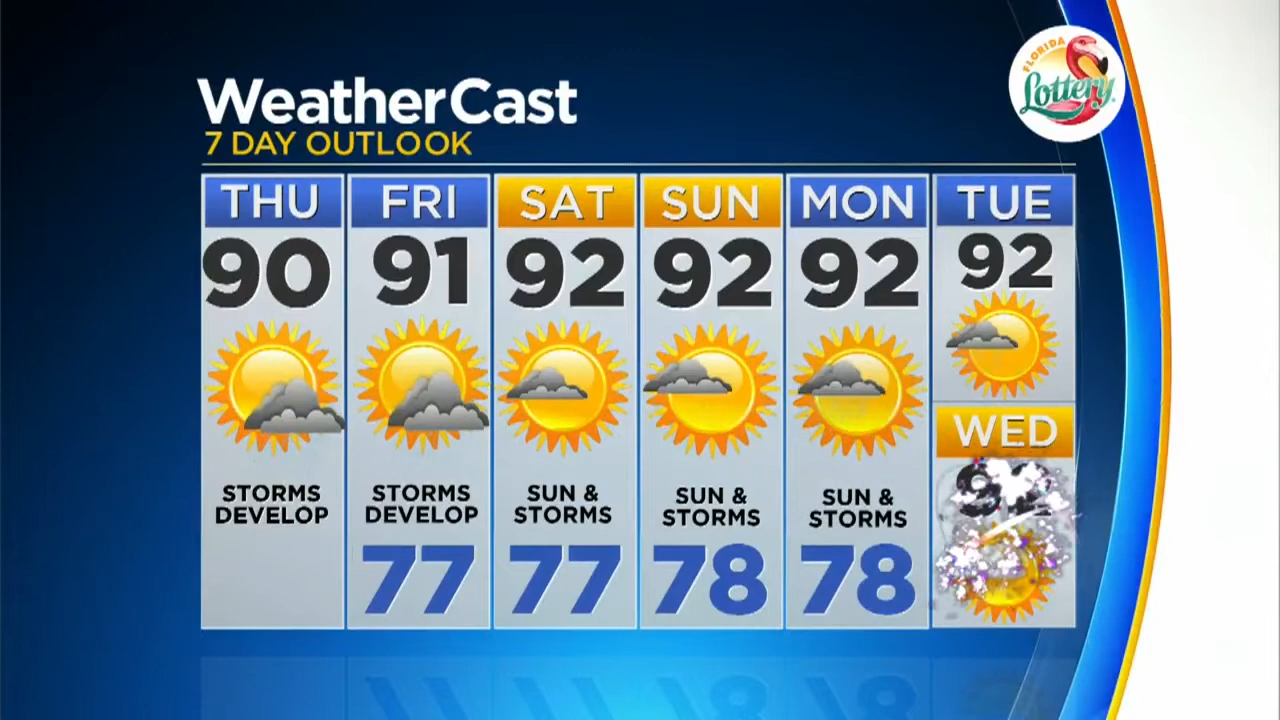 WeatherCast
7 DAY OUTLOOK
FLORIDA
Lottery
THU
90
STORMS
DEVELOP
FRI
91
STORMS
DEVELOP
77
SAT
92
SUN &
STORMS
77
SUN
92
SUN &
STORMS
78
MON
92
SUN &
STORMS
78
TUE
92
WED